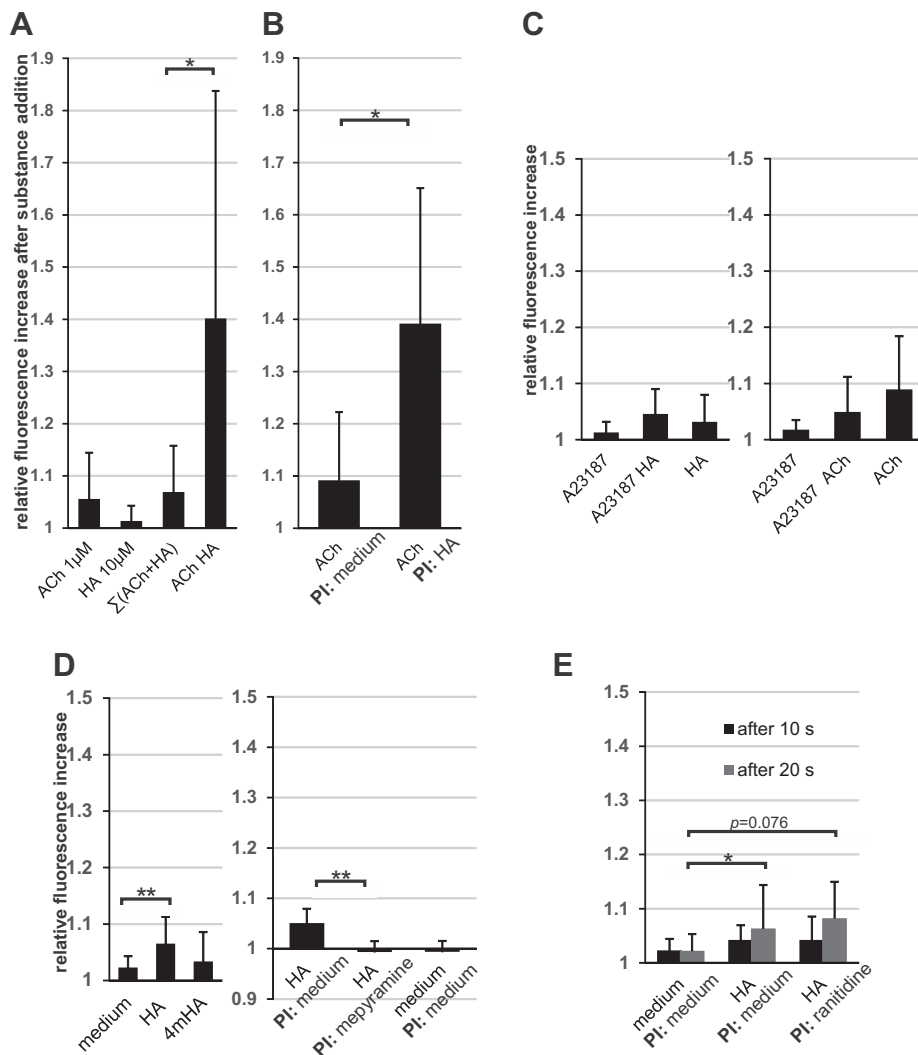 A
relative fluorescence increase after substance addition
1.9
1.8
1.7
1.6
1.5
1.4
1.3
1.2
1.1
1
*
ACh 1µM
HA 10µM
∑(ACh+HA)
ACh HA
B
1.9
1.8
1.7
1.6
1.5
1.4
1.3
1.2
1.1
1
*
ACh
PI: medium
ACh
PI: HA
C
relative fluorescence increase
1.5
1.4
1.3
1.2
1.1
1
A23187
A23187 HA
HA
1.5
1.4
1.3
1.2
1.1
1
A23187
A23187 ACh
ACh
D
relative fluorescence increase
1.5
1.4
1.3
1.2
1.1
1
**
medium
HA
4mHA
1.5
1.4
1.3
1.2
1.1
1
0.9
**
HA
PI: medium
HA
PI: mepyramine
medium
PI: medium
E
1.5
1.4
1.3
1.2
1.1
1
after 10 s
after 20 s
p=0.076
*
medium
PI: medium
HA
PI: medium
HA
PI: ranitidine